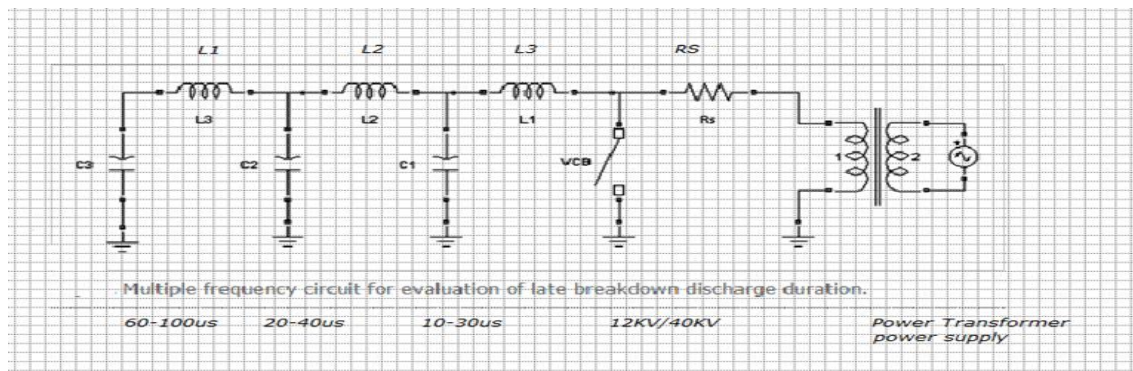 L1 L2 L3 RS
L3 L2 L1 Rs
C3 C2 C1 VCB 1 2
Multiple frequency circuit for evaluation of late breakdown discharge duration.
60-100us 20-40us 10-30us 12KV/40KV Power Transformer
power supply